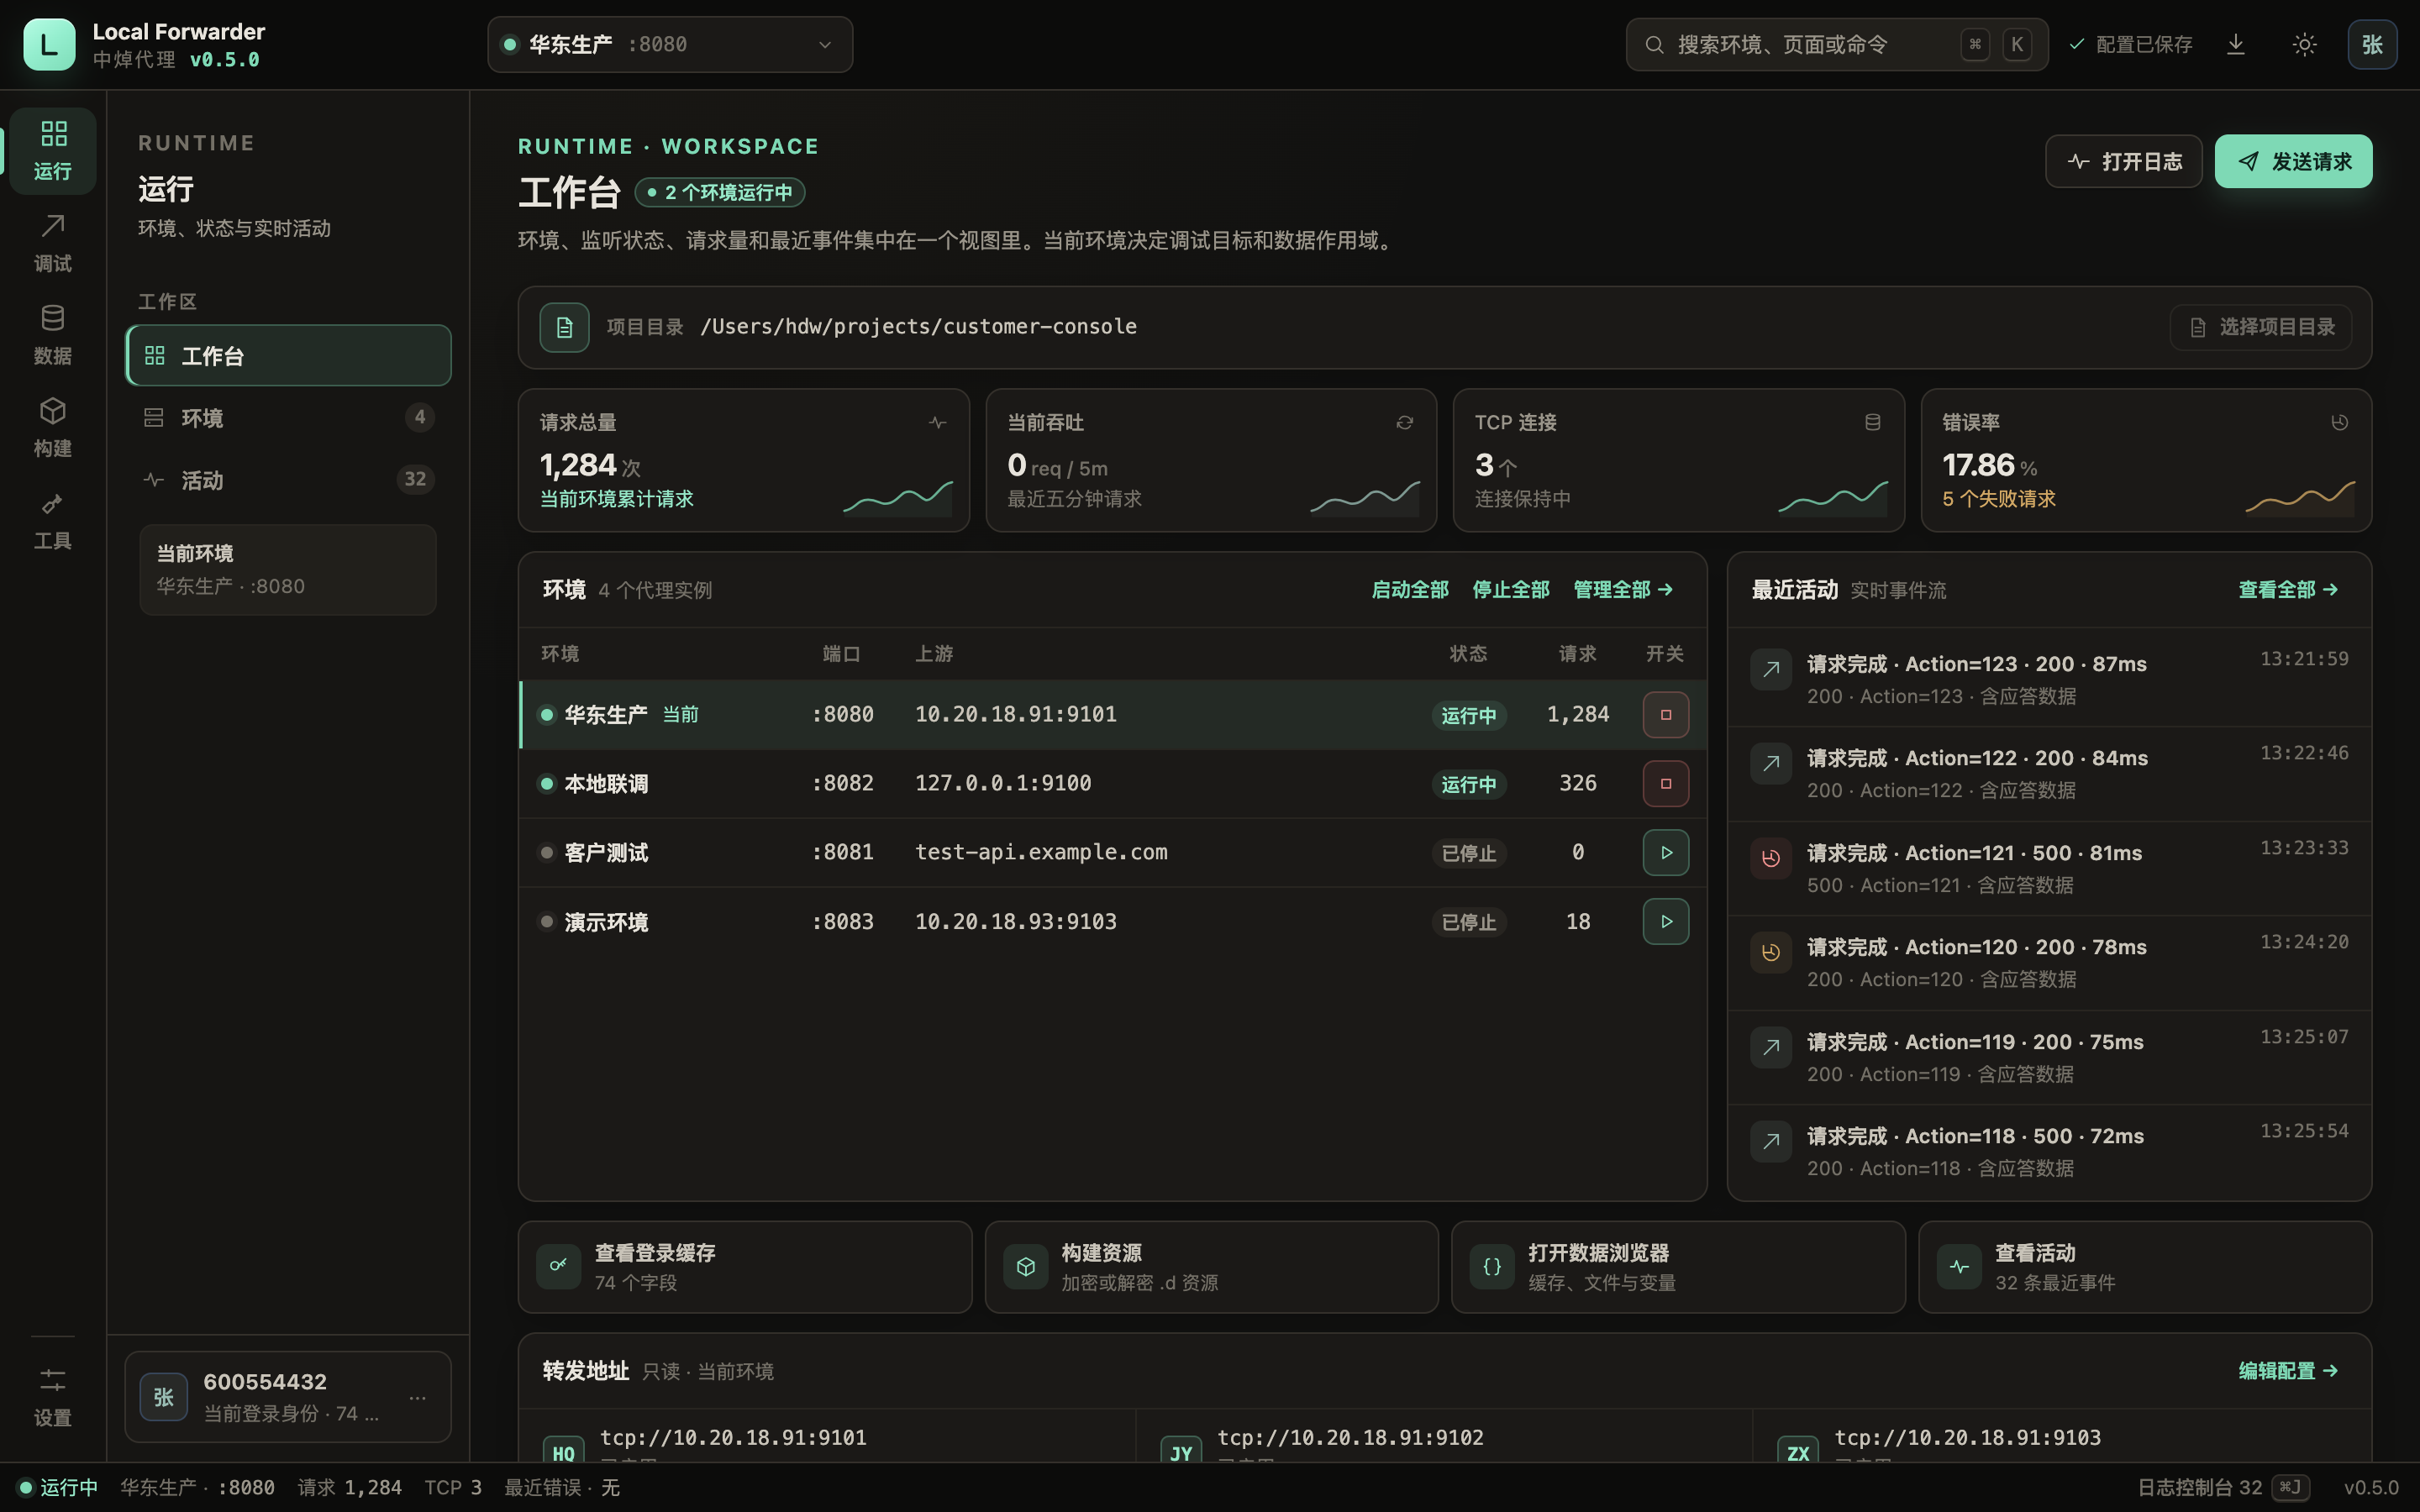 L
Local Forwarder
中焯代理 v0.5.0
华东生产 :8080
搜索环境、页面或命令 ⌘ K
配置已保存
张
运行
调试
数据
构建
工具
设置
RUNTIME
运行
环境、状态与实时活动
工作区
工作台
环境 4
活动 32
当前环境
华东生产 · :8080
张
600554432
当前登录身份 · 74 ...
RUNTIME · WORKSPACE
工作台 2 个环境运行中
环境、监听状态、请求量和最近事件集中在一个视图里。当前环境决定调试目标和数据作用域。
打开日志
发送请求
项目目录 /Users/hdw/projects/customer-console
选择项目目录
请求总量
1,284 次
当前环境累计请求
当前吞吐
0 req / 5m
最近五分钟请求
TCP 连接
3 个
连接保持中
错误率
17.86 %
5 个失败请求
环境 4 个代理实例 启动全部 停止全部 管理全部 →
环境 端口 上游 状态 请求 开关
华东生产 当前 :8080 10.20.18.91:9101 运行中 1,284
本地联调 :8082 127.0.0.1:9100 运行中 326
客户测试 :8081 test-api.example.com 已停止 0
演示环境 :8083 10.20.18.93:9103 已停止 18
最近活动 实时事件流 查看全部 →
请求完成 · Action=123 · 200 · 87ms 13:21:59
200 · Action=123 · 含应答数据
请求完成 · Action=122 · 200 · 84ms 13:22:46
200 · Action=122 · 含应答数据
请求完成 · Action=121 · 500 · 81ms 13:23:33
500 · Action=121 · 含应答数据
请求完成 · Action=120 · 200 · 78ms 13:24:20
200 · Action=120 · 含应答数据
请求完成 · Action=119 · 200 · 75ms 13:25:07
200 · Action=119 · 含应答数据
请求完成 · Action=118 · 500 · 72ms 13:25:54
200 · Action=118 · 含应答数据
查看登录缓存
74 个字段
构建资源
加密或解密 .d 资源
打开数据浏览器
缓存、文件与变量
查看活动
32 条最近事件
转发地址 只读 · 当前环境 编辑配置 →
HQ tcp://10.20.18.91:9101
JY tcp://10.20.18.91:9102
ZX tcp://10.20.18.91:9103
运行中 华东生产 · :8080 请求 1,284 TCP 3 最近错误 · 无
日志控制台 32 ⌘J v0.5.0